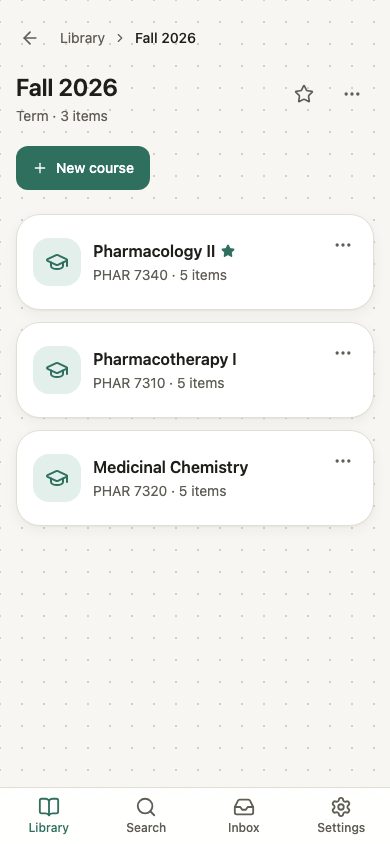 Library > Fall 2026
Fall 2026
Term · 3 items
+ New course
Pharmacology II
PHAR 7340 · 5 items
Pharmacotherapy I
PHAR 7310 · 5 items
Medicinal Chemistry
PHAR 7320 · 5 items
Library
Search
Inbox
Settings